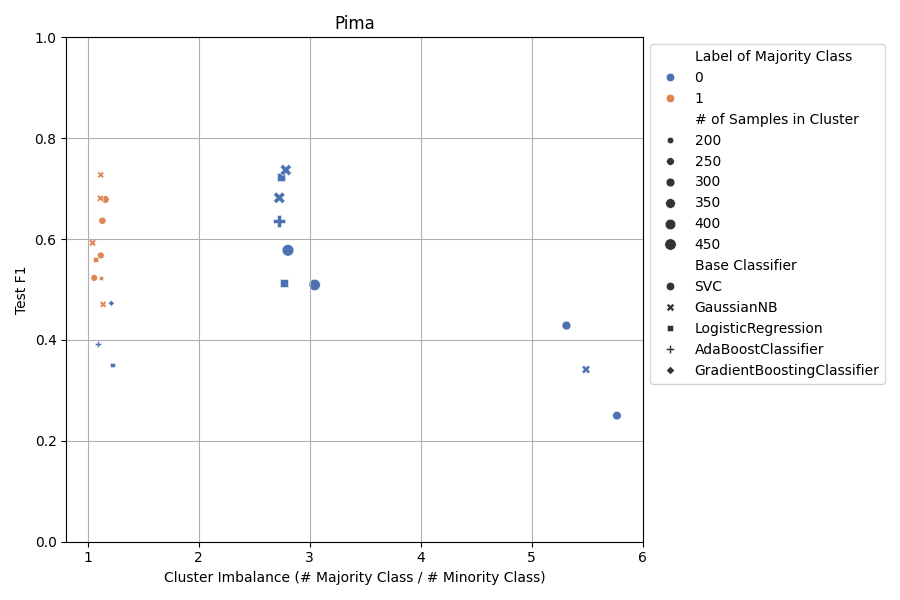 Pima
1.0
0.8
0.6
0.4
0.2
0.0
Test F1
1
2
3
4
5
6
Cluster Imbalance (# Majority Class / # Minority Class)
Label of Majority Class
0
1
# of Samples in Cluster
200
250
300
350
400
450
Base Classifier
SVC
GaussianNB
LogisticRegression
AdaBoostClassifier
GradientBoostingClassifier